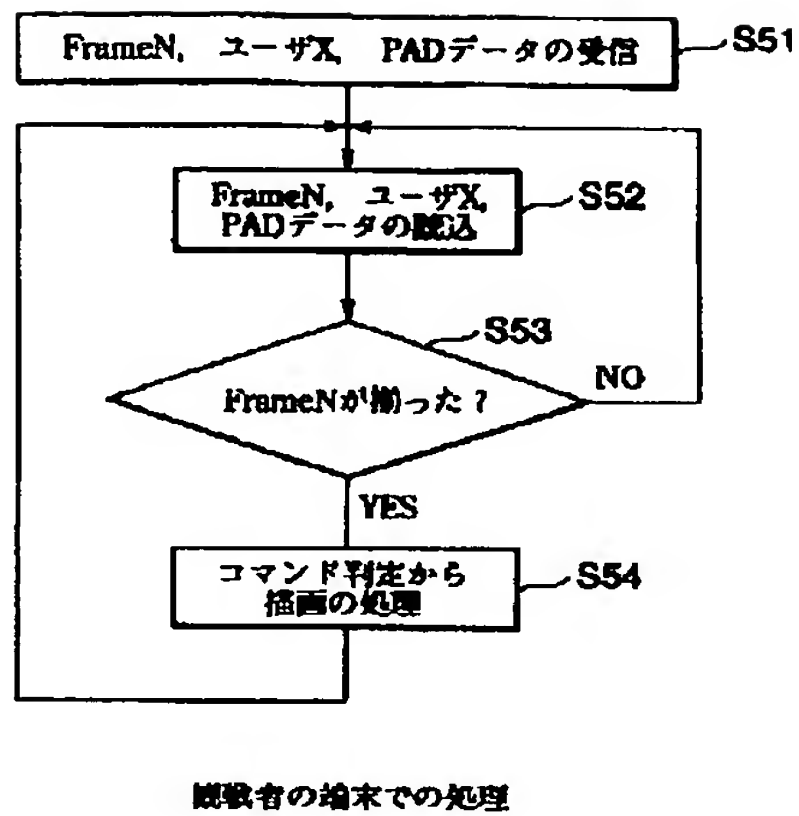 FrameN, ユーザX, PADデータの受信
S51
FrameN, ユーザX,
PADデータの読込
S52
S53
FrameNが揃った?
NO
YES
コマンド判定から
描画の処理
S54
観戦者の端末での処理